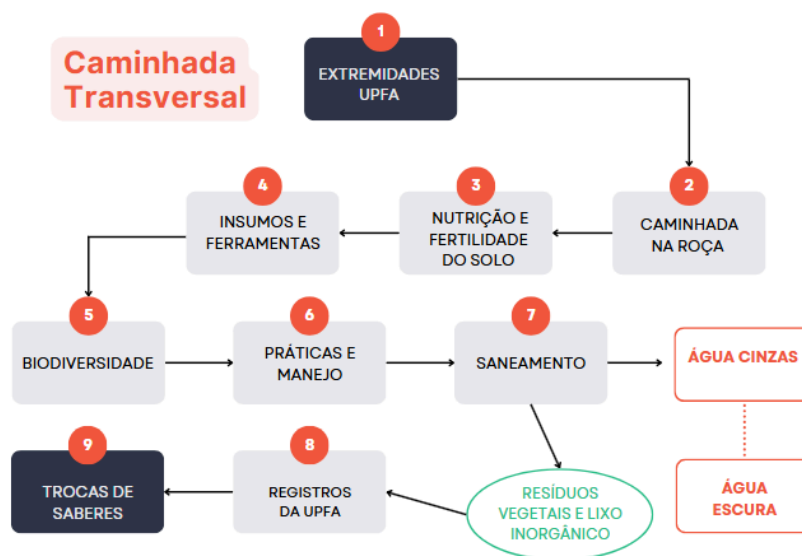 Caminhada
Transversal
1
EXTREMIDADES
UPFA
2
CAMINHADA
NA ROÇA
3
NUTRIÇÃO E
FERTILIDADE
DO SOLO
4
INSUMOS E
FERRAMENTAS
5
BIODIVERSIDADE
6
PRÁTICAS E
MANEJO
7
SANEAMENTO
ÁGUA CINZAS
ÁGUA
ESCURA
RESÍDUOS
VEGETAIS E LIXO
INORGÂNICO
8
REGISTROS
DA UPFA
9
TROCAS DE
SABERES